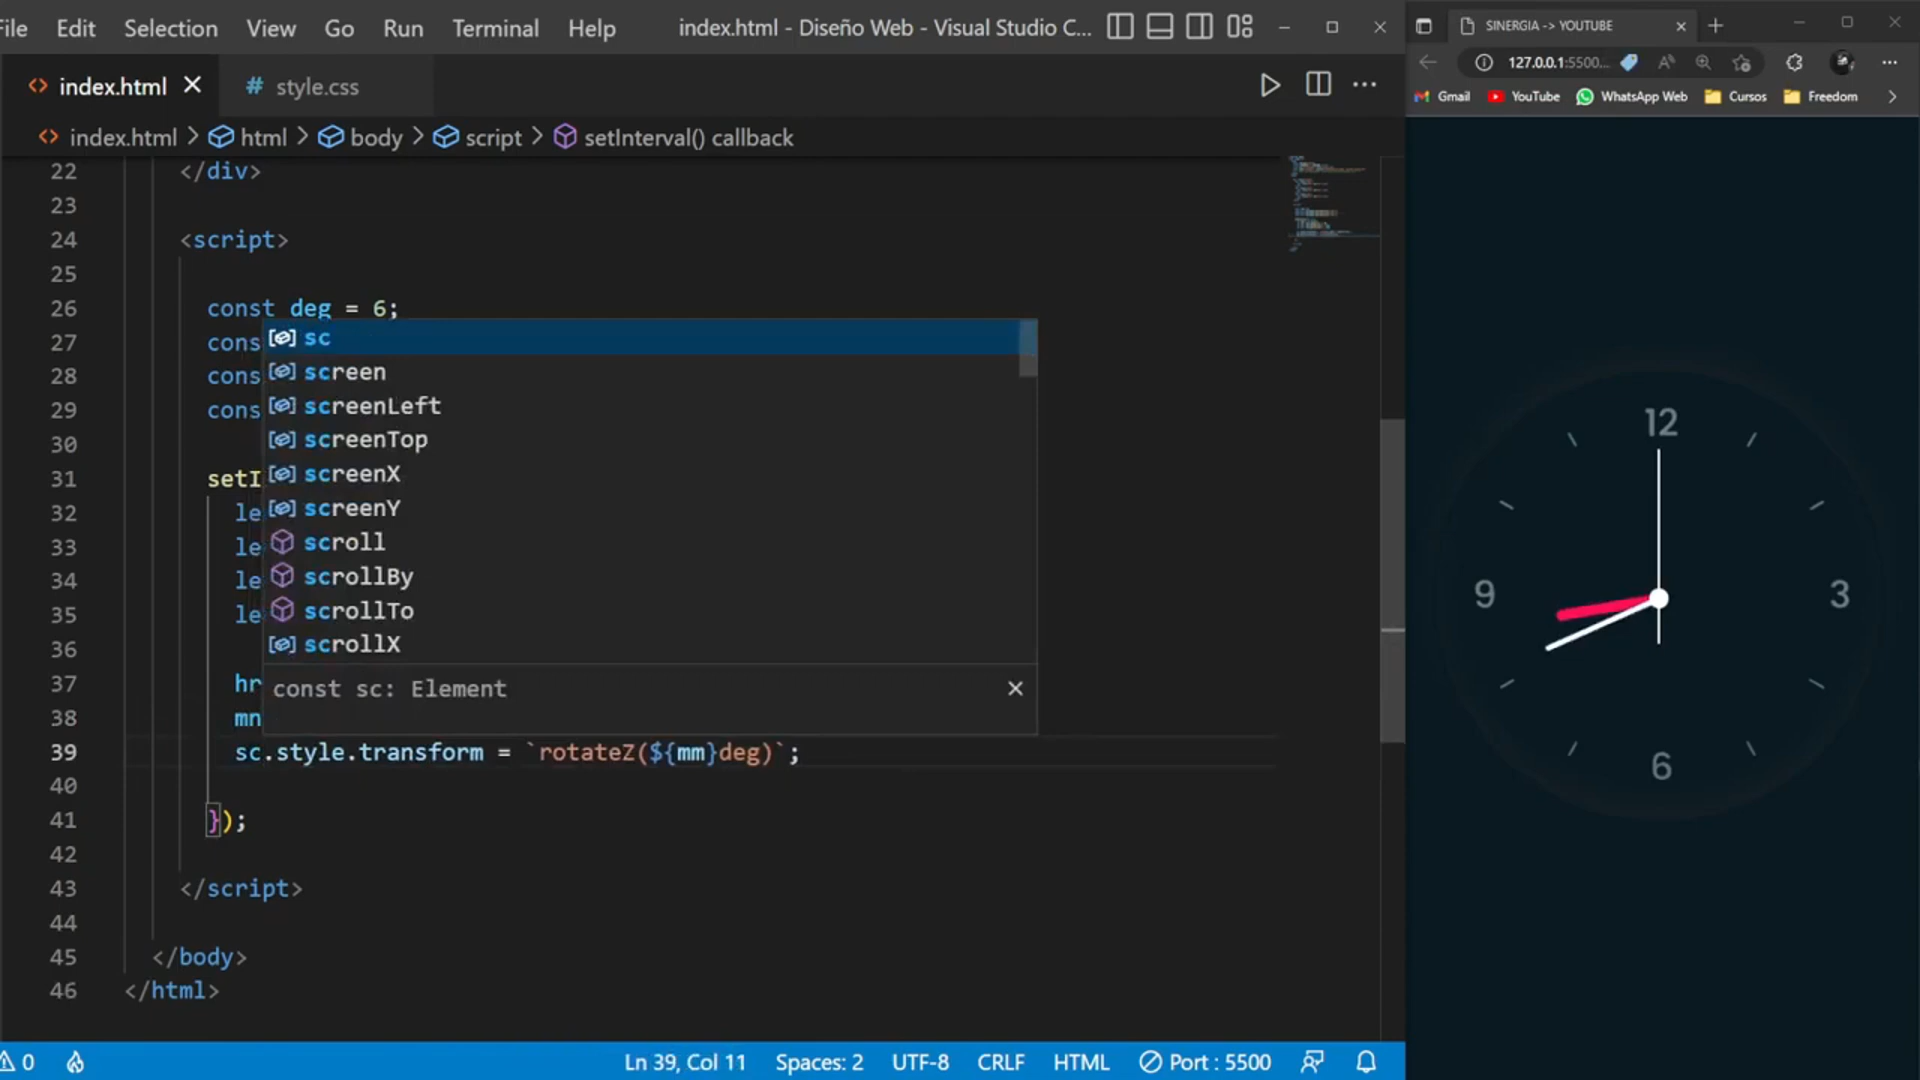 File Edit Selection View Go Run Terminal Help index.html - Diseño Web - Visual Studio C...
index.html # style.css
index.html > html > body > script > setInterval() callback
22 </div>
23
24 <script>
25
26 const deg = 6;
27 cons
28 cons
29 cons
30
31 setI
32 le
33 le
34 le
35 le
36
37 hr
38 mn
39 sc.style.transform = `rotateZ(${mm}deg)`;
40
41 });
42
43 </script>
44
45 </body>
46 </html>
sc
screen
screenLeft
screenTop
screenX
screenY
scroll
scrollBy
scrollTo
scrollX
const sc: Element
0 Ln 39, Col 11 Spaces: 2 UTF-8 CRLF HTML Port : 5500
SINERGIA -> YOUTUBE
127.0.0.1:5500...
Gmail YouTube WhatsApp Web Cursos Freedom
12
9 3
6